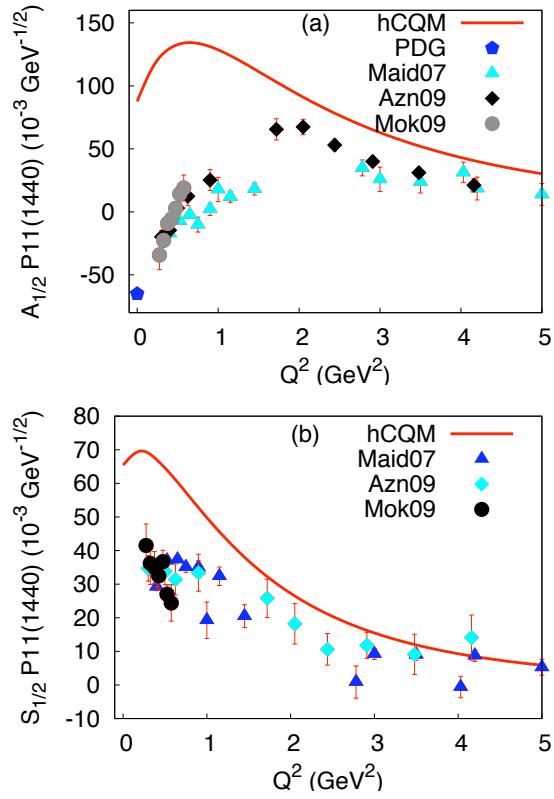 (a)
hCQM
PDG
Maid07
Azn09
Mok09
A1/2 P11(1440) (10-3 GeV-1/2)
150
100
50
0
-50
0
1
2
3
4
5
Q2 (GeV2)
(b)
hCQM
Maid07
Azn09
Mok09
S1/2 P11(1440) (10-3 GeV-1/2)
80
70
60
50
40
30
20
10
0
-10
0
1
2
3
4
5
Q2 (GeV2)